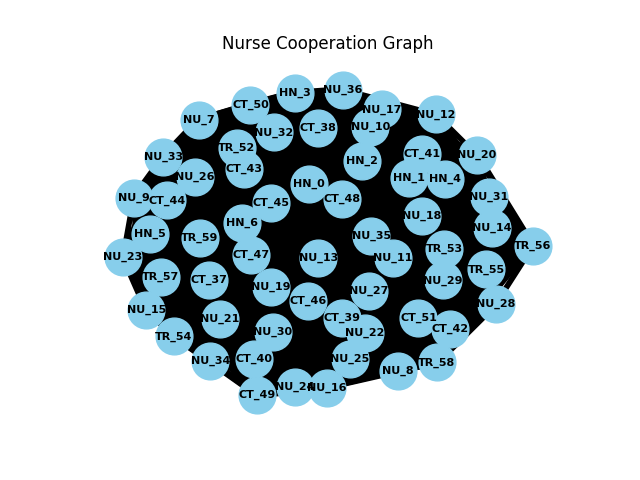 Nurse Cooperation Graph
HN_3
NU_36
CT_50
NU_17
NU_12
NU_7
NU_10
CT_38
NU_32
TR_52
CT_41
NU_20
NU_33
HN_2
CT_43
NU_26
HN_1
HN_4
HN_0
NU_9
CT_44
NU_31
CT_48
CT_45
NU_18
HN_6
NU_14
HN_5
TR_59
NU_35
TR_56
TR_53
NU_23
CT_47
NU_13
NU_11
TR_55
TR_57
CT_37
NU_29
NU_19
NU_27
CT_46
NU_28
NU_15
NU_21
CT_39
CT_51
CT_42
TR_54
NU_30
NU_22
NU_34
CT_40
NU_25
TR_58
NU_8
CT_49
NU_24
NU_16